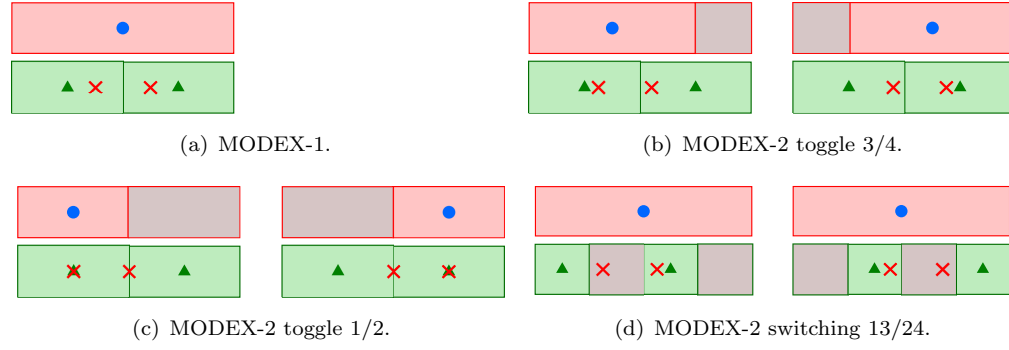 (a) MODEX-1.
(b) MODEX-2 toggle 3/4.
(c) MODEX-2 toggle 1/2.
(d) MODEX-2 switching 13/24.